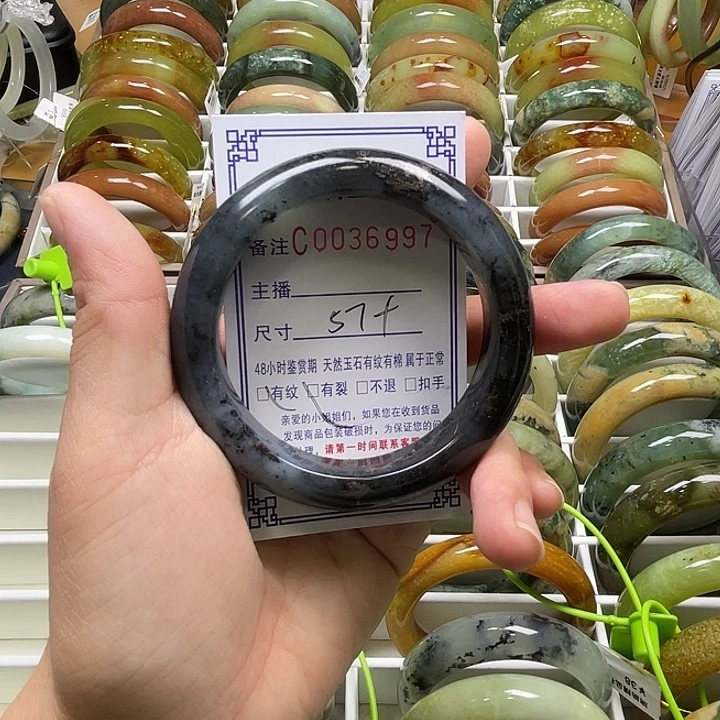 备注C0036997
主播
尺寸 57+
48小时鉴赏期 天然玉石有纹有棉 属于正常
□有纹 □有裂 □不退 □扣手
亲爱的小姐姐们，如果您在收到货品
发现商品包装破损时，为保证您的问
处理，请第一时间联系客服